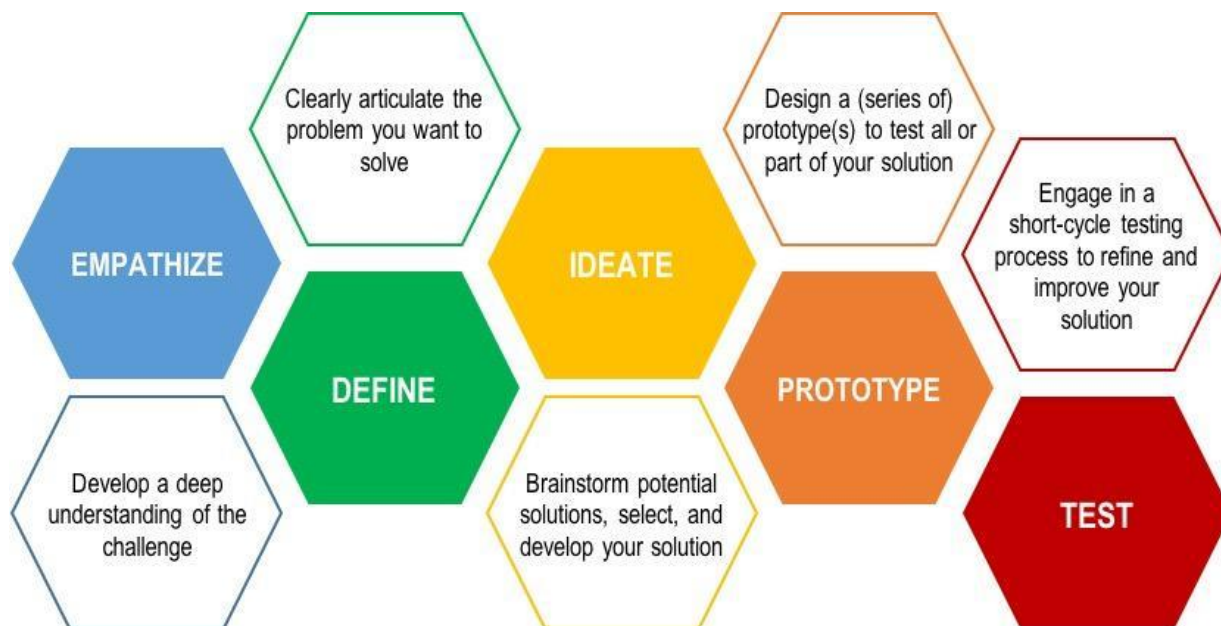 EMPATHIZE
Develop a deep
understanding of the
challenge
Clearly articulate the
problem you want to
solve
DEFINE
IDEATE
Brainstorm potential
solutions, select, and
develop your solution
Design a (series of)
prototype(s) to test all or
part of your solution
PROTOTYPE
Engage in a
short-cycle testing
process to refine and
improve your
solution
TEST